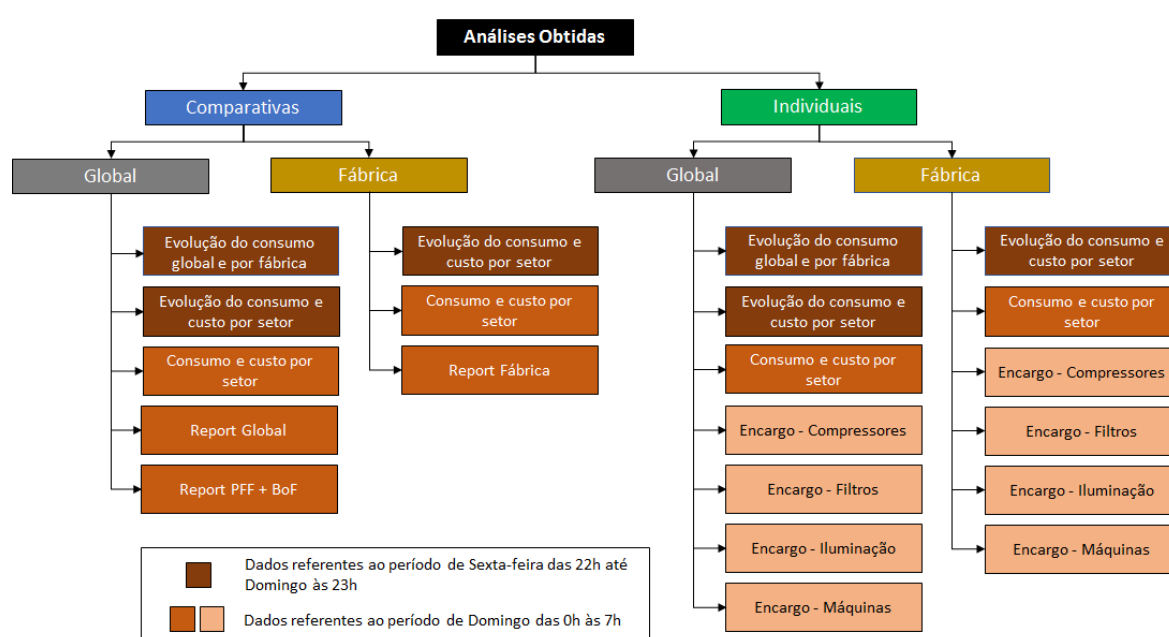 Análises Obtidas
Comparativas
Individuais
Global
Fábrica
Global
Fábrica
Evolução do consumo
global e por fábrica
Evolução do consumo e
custo por setor
Consumo e custo por
setor
Report Global
Report PFF + BoF
Evolução do consumo e
custo por setor
Consumo e custo por
setor
Report Fábrica
Evolução do consumo
global e por fábrica
Evolução do consumo e
custo por setor
Consumo e custo por
setor
Encargo - Compressores
Encargo - Filtros
Encargo - Iluminação
Encargo - Máquinas
Evolução do consumo e
custo por setor
Consumo e custo por
setor
Encargo - Compressores
Encargo - Filtros
Encargo - Iluminação
Encargo - Máquinas
Dados referentes ao período de Sexta-feira das 22h até
Domingo às 23h
Dados referentes ao período de Domingo das 0h às 7h